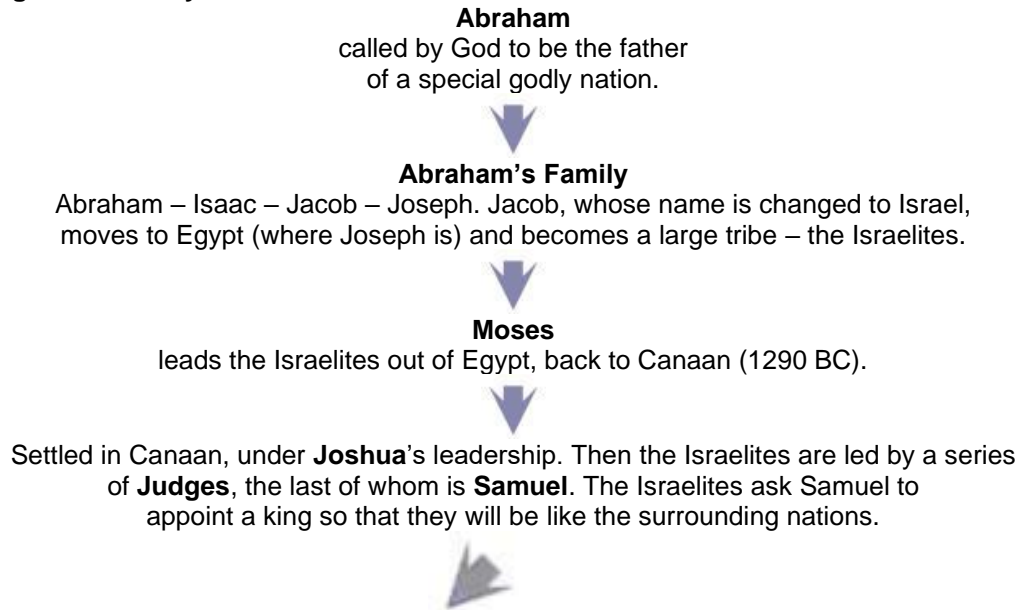 Abraham
called by God to be the father
of a special godly nation.
Abraham’s Family
Abraham – Isaac – Jacob – Joseph. Jacob, whose name is changed to Israel,
moves to Egypt (where Joseph is) and becomes a large tribe – the Israelites.
Moses
leads the Israelites out of Egypt, back to Canaan (1290 BC).
Settled in Canaan, under Joshua’s leadership. Then the Israelites are led by a series
of Judges, the last of whom is Samuel. The Israelites ask Samuel to
appoint a king so that they will be like the surrounding nations.